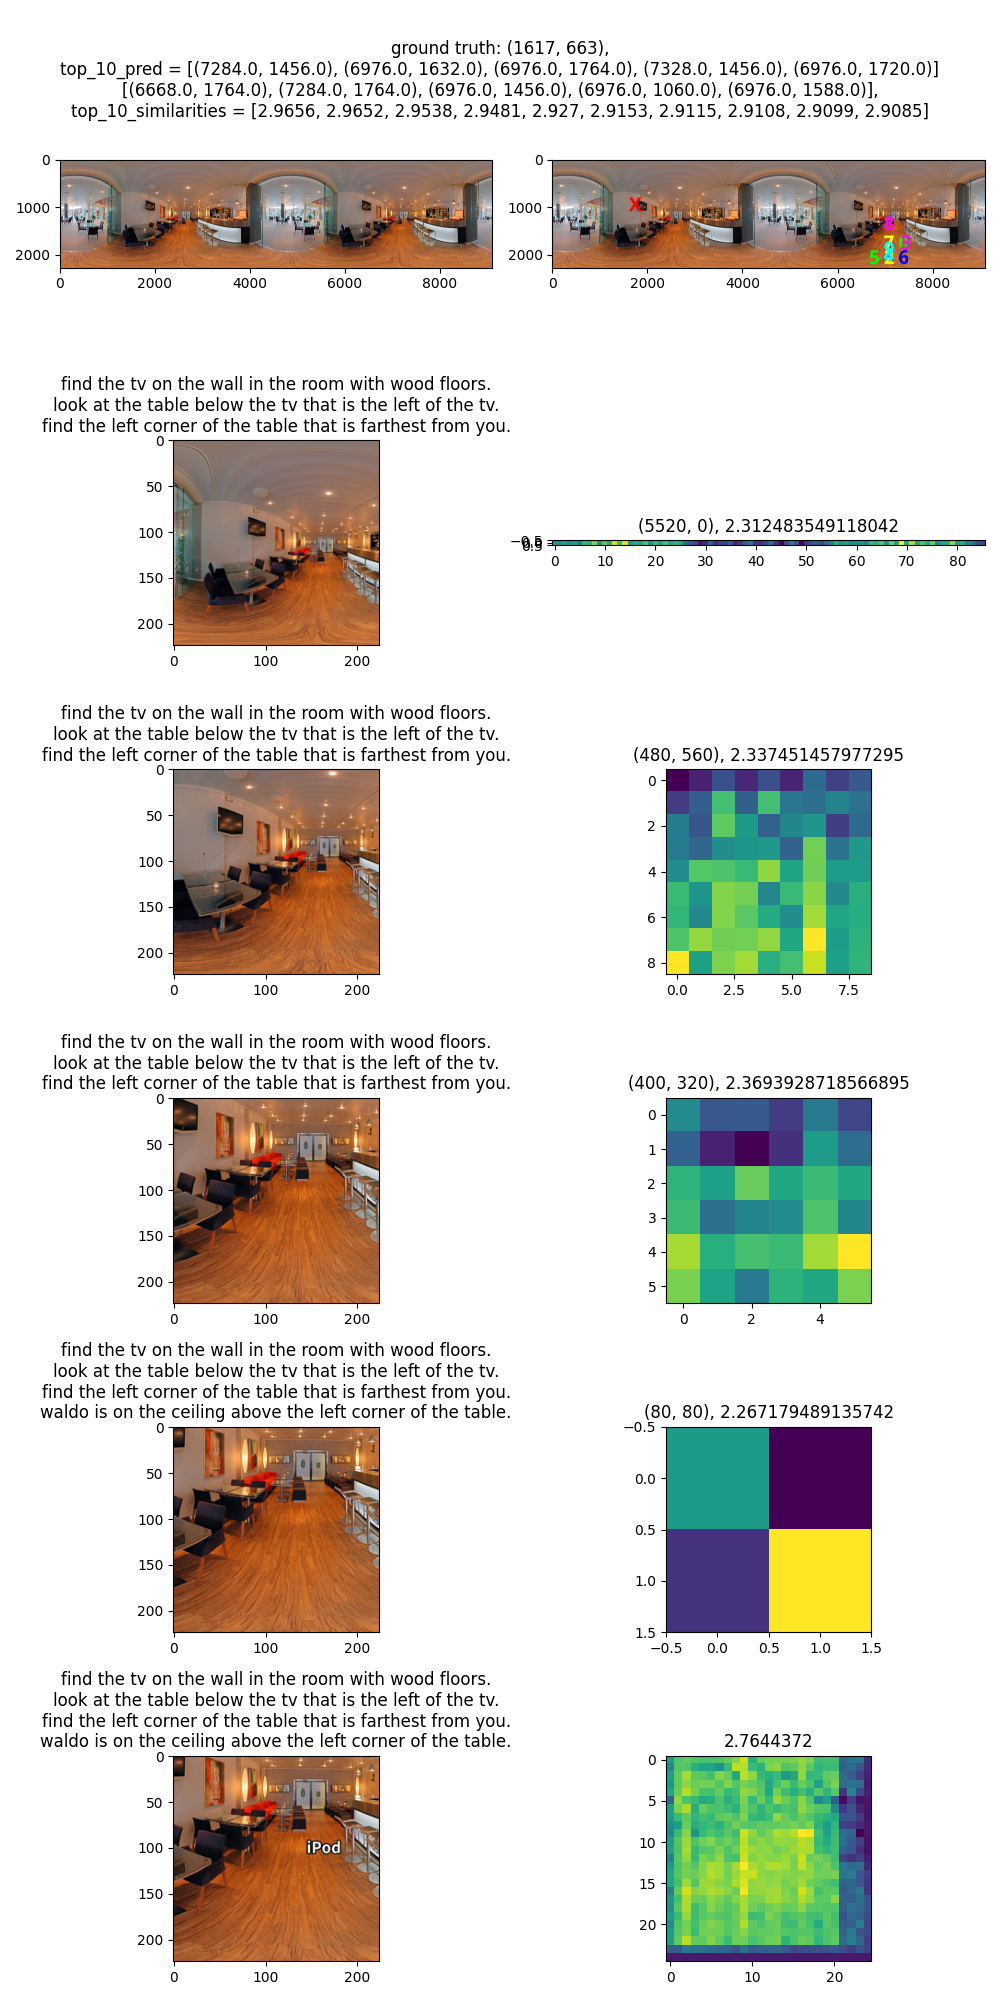 ground truth: (1617, 663),
top_10_pred = [(7284.0, 1456.0), (6976.0, 1632.0), (6976.0, 1764.0), (7328.0, 1456.0), (6976.0, 1720.0)]
[(6668.0, 1764.0), (7284.0, 1764.0), (6976.0, 1456.0), (6976.0, 1060.0), (6976.0, 1588.0)],
top_10_similarities = [2.9656, 2.9652, 2.9538, 2.9481, 2.927, 2.9153, 2.9115, 2.9108, 2.9099, 2.9085]
0
1000
2000
0 2000 4000 6000 8000
0
1000
2000
X
8
7
5 6
0 2000 4000 6000 8000
find the tv on the wall in the room with wood floors.
look at the table below the tv that is the left of the tv.
find the left corner of the table that is farthest from you.
0
50
100
150
200
0 100 200
(5520, 0), 2.312483549118042
−0.5
0.5
0 10 20 30 40 50 60 70 80
find the tv on the wall in the room with wood floors.
look at the table below the tv that is the left of the tv.
find the left corner of the table that is farthest from you.
0
50
100
150
200
0 100 200
(480, 560), 2.337451457977295
0
2
4
6
8
0.0 2.5 5.0 7.5
find the tv on the wall in the room with wood floors.
look at the table below the tv that is the left of the tv.
find the left corner of the table that is farthest from you.
0
50
100
150
200
0 100 200
(400, 320), 2.3693928718566895
0
1
2
3
4
5
0 2 4
find the tv on the wall in the room with wood floors.
look at the table below the tv that is the left of the tv.
find the left corner of the table that is farthest from you.
waldo is on the ceiling above the left corner of the table.
0
50
100
150
200
0 100 200
(80, 80), 2.267179489135742
−0.5
0.0
0.5
1.0
1.5
−0.5 0.0 0.5 1.0 1.5
find the tv on the wall in the room with wood floors.
look at the table below the tv that is the left of the tv.
find the left corner of the table that is farthest from you.
waldo is on the ceiling above the left corner of the table.
0
50
100
150
200
iPod
0 100 200
2.7644372
0
5
10
15
20
0 10 20